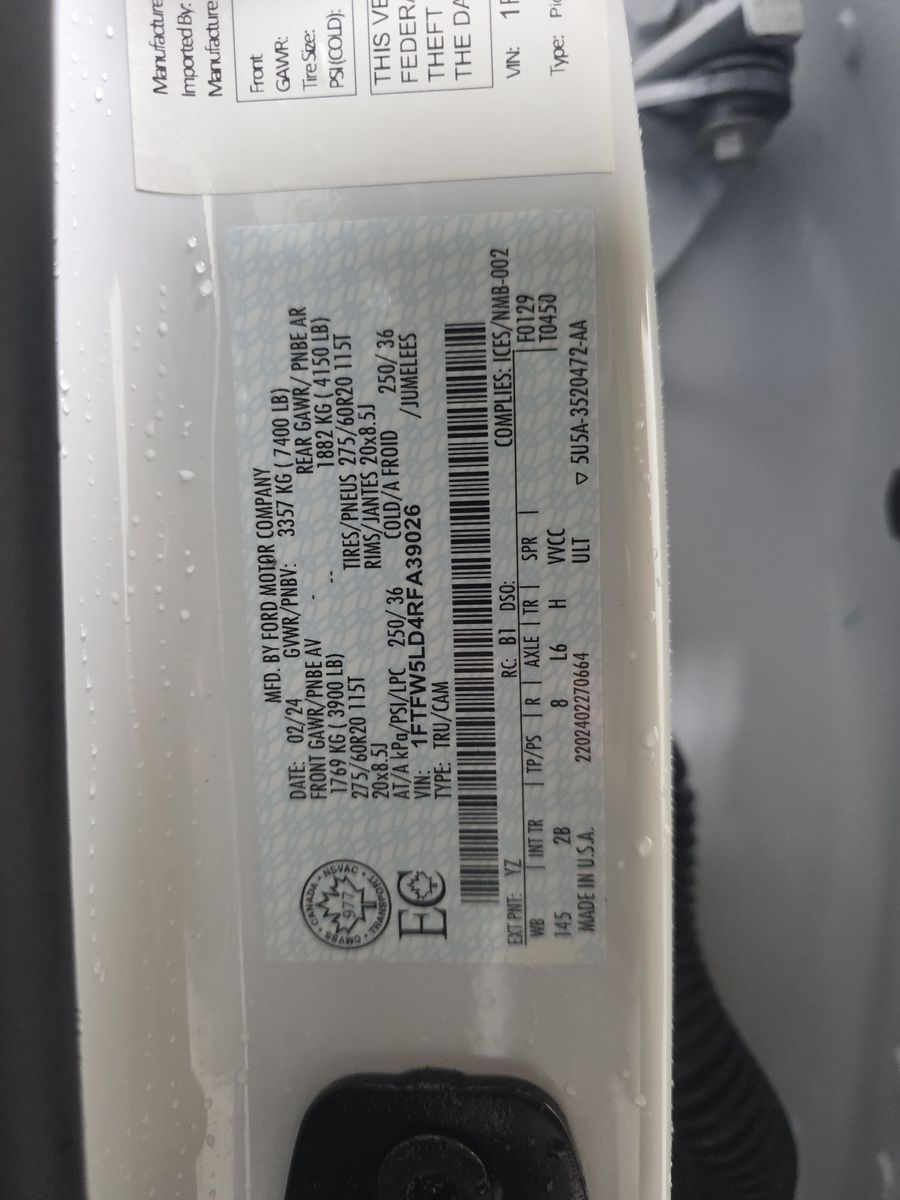 Manufacture
Imported By:
Manufacture
Front
GAWR:
Tire Size:
PSI(COLD):
THIS VE
FEDERA
THEFT
THE DA
VIN: 1F
Type: Pic
MFD. BY FORD MOTOR COMPANY
DATE: 02/24 GVWR/PNBV: 3357 KG ( 7400 LB)
FRONT GAWR/PNBE AV - -- REAR GAWR/ PNBE AR
1769 KG ( 3900 LB) 1882 KG ( 4150 LB)
275/60R20 115T TIRES/PNEUS 275/60R20 115T
20x8.5J RIMS/JANTES 20x8.5J
AT/A kPa/PSI/LPC 250/ 36 COLD/A FROID 250/ 36
VIN: 1FTFW5LD4RFA39026 /JUMELEES
TYPE: TRU/CAM
CANADA • NSVAC • TRANSPORT • CMVSS •
977
EC
COMPLIES: ICES/NMB-002
EXT PNT: YZ RC: B1 DSO: F0129
WB | INT TR | TP/PS | R | AXLE | TR | SPR | T0450
145 2B 8 L6 H VVCC
MADE IN U.S.A. 2202402270664 ULT ▽ 5U5A-3520472-AA